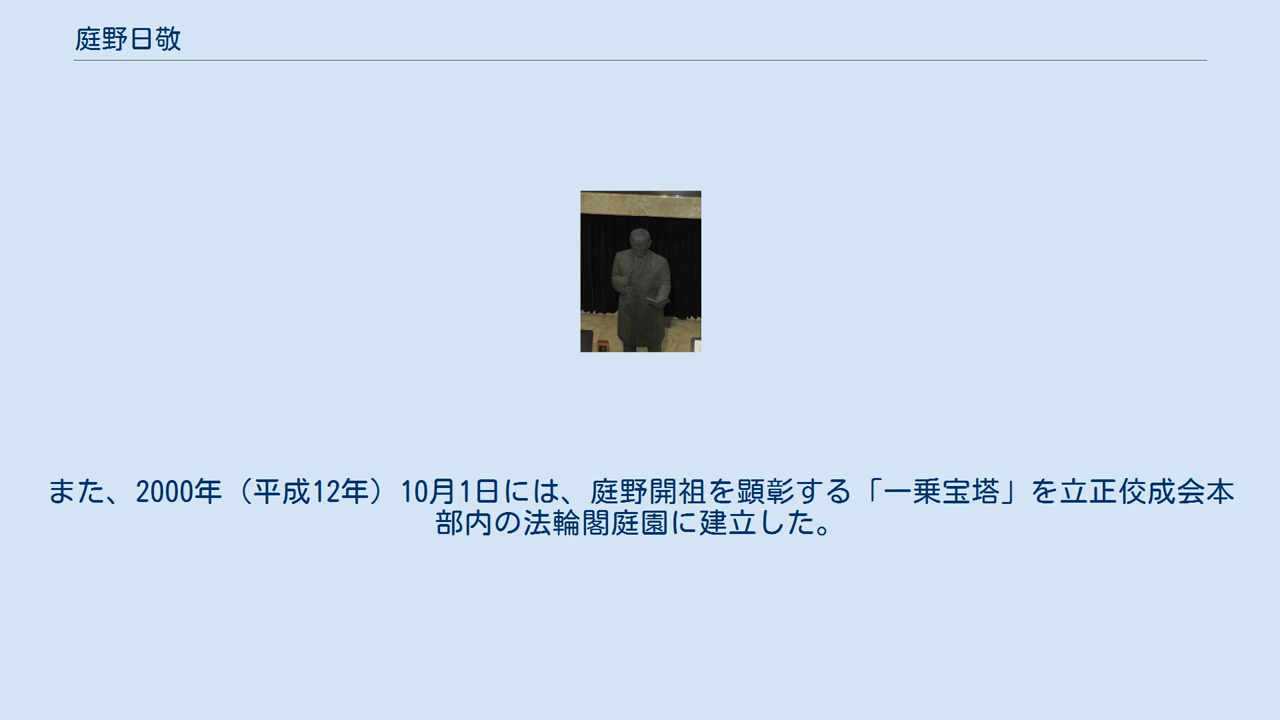 庭野日敬
また、2000年（平成12年）10月1日には、庭野開祖を顕彰する「一乗宝塔」を立正佼成会本
部内の法輪閣庭園に建立した。